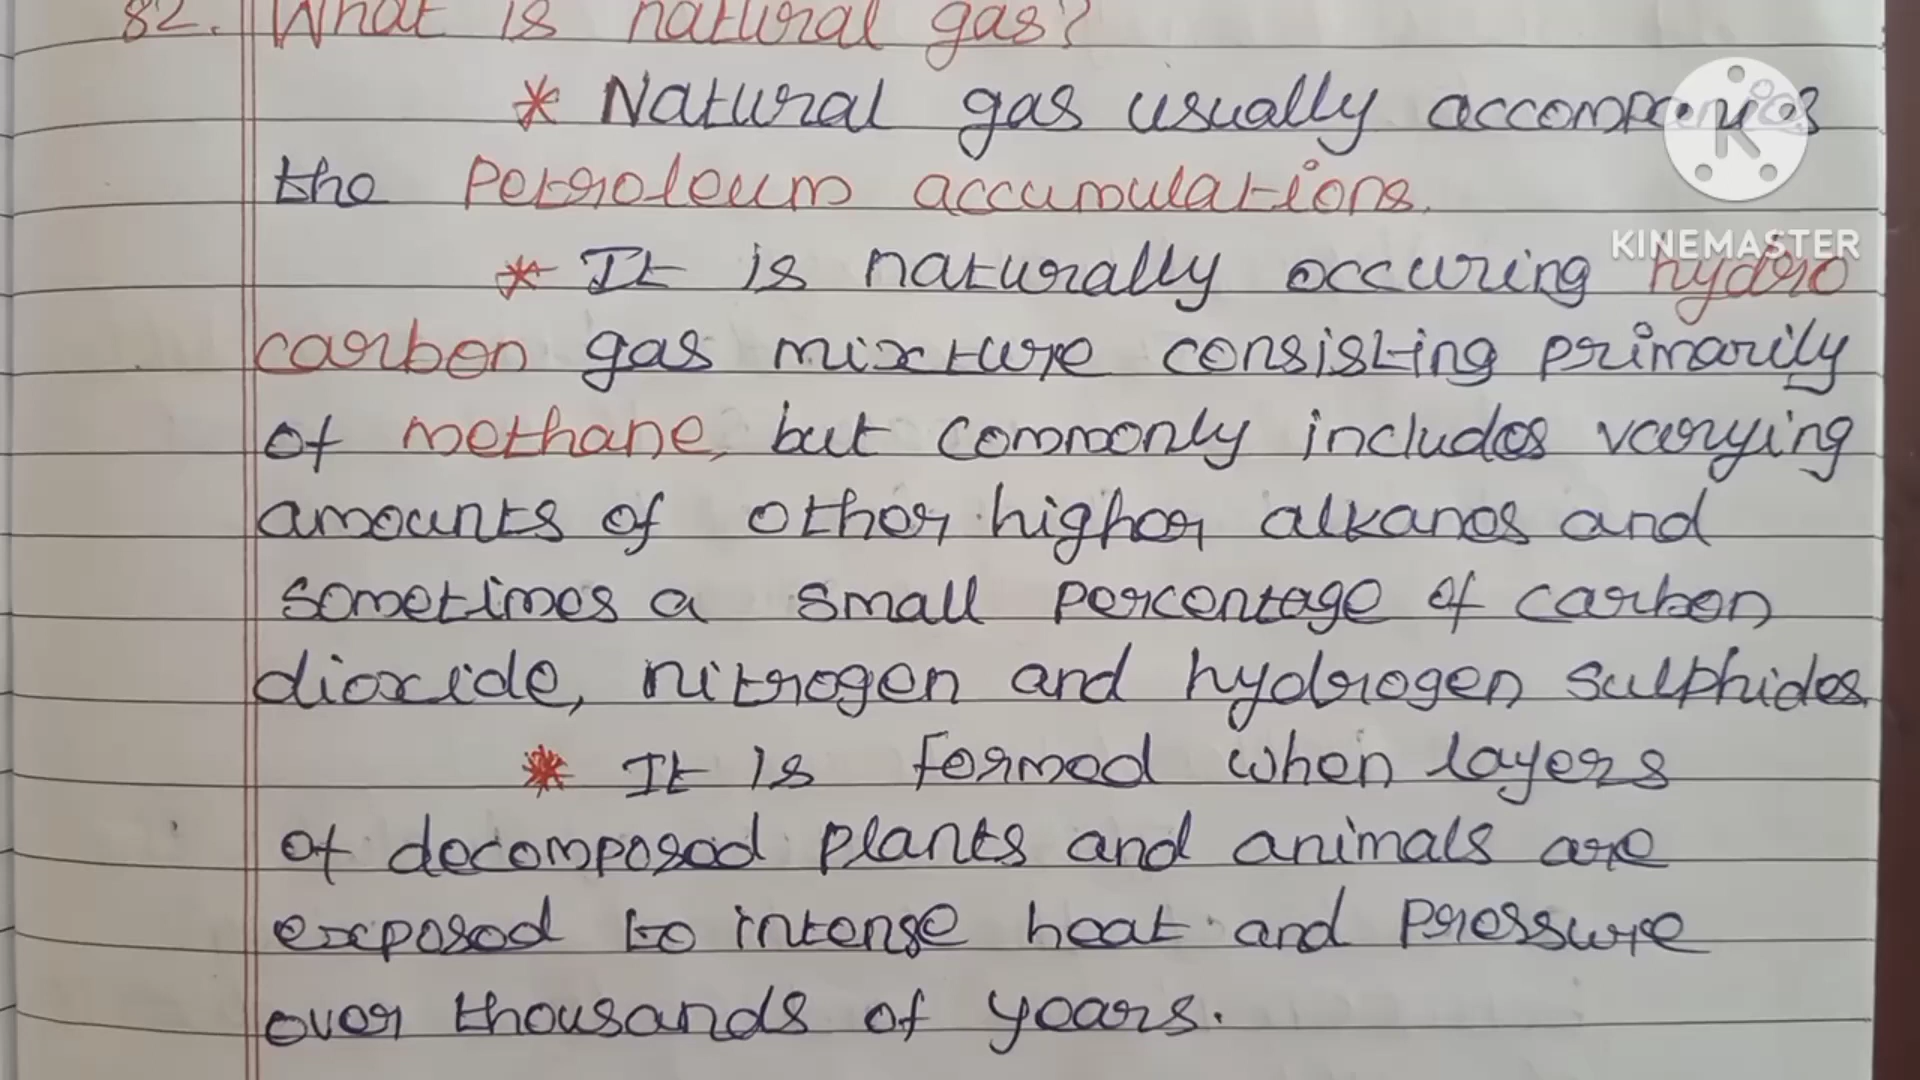 82. What is natural gas?
* Natural gas usually accompanies
the Petroleum accumulations.
KINEMASTER
* It is naturally occuring hydro
carbon gas mixture consisting primarily
of methane, but commonly includes varying
amounts of other higher alkanes and
sometimes a small percentage of carbon
dioxide, nitrogen and hydrogen sulphides.
* It is formed when layers
of decomposed plants and animals are
exposed to intense heat and pressure
over thousands of years.